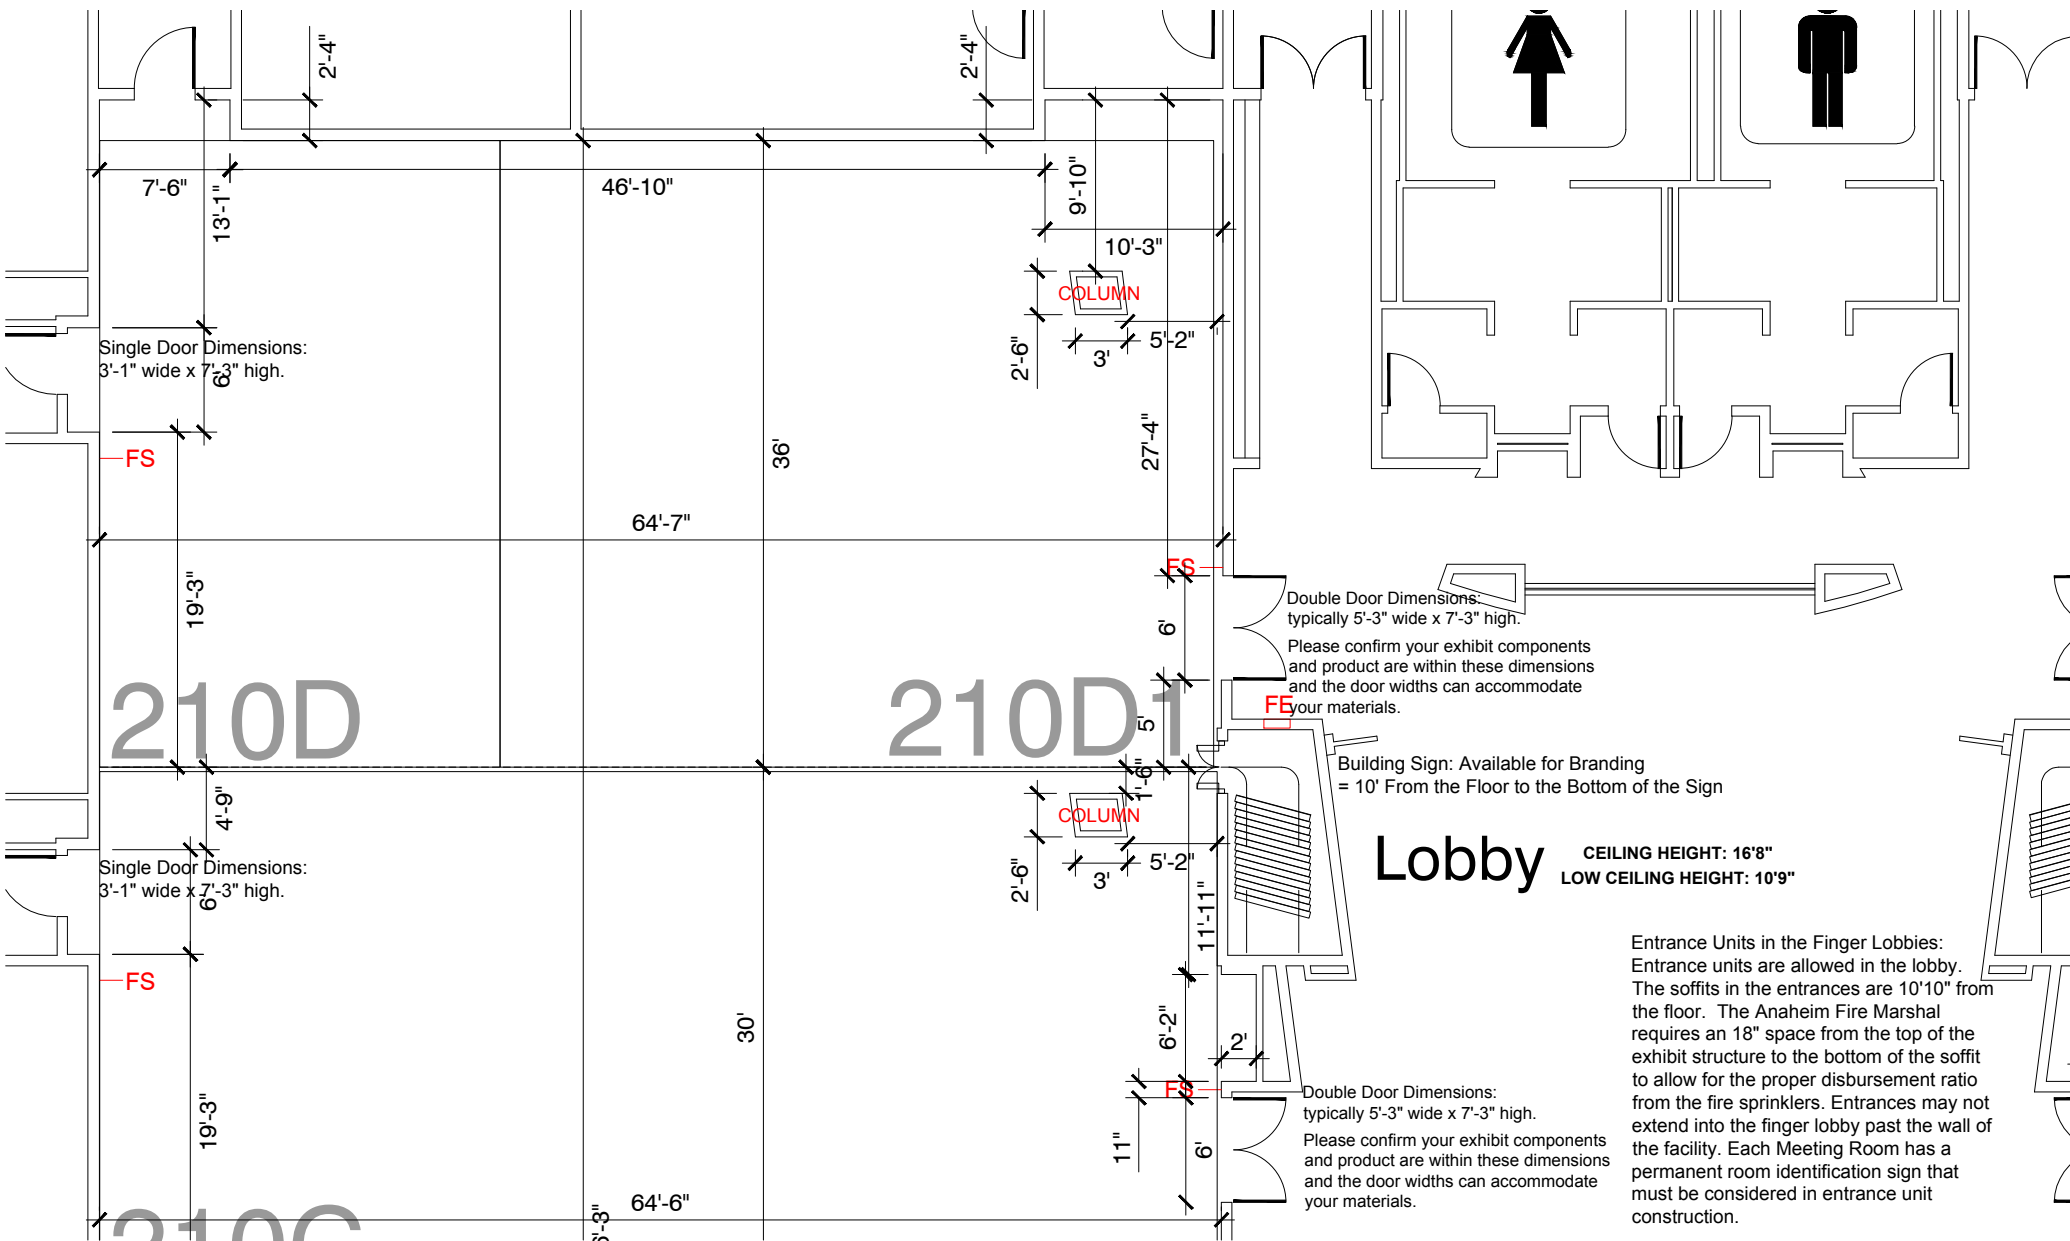 2'-4"
2'-4"
7'-6"
13'-1"
46'-10"
9'-10"
10'-3"
COLUMN
5'-2"
3'
2'-6"
Single Door Dimensions:
3'-1" wide x 7'-3" high.
6'
FS
36'
27'-4"
64'-7"
FS
19'-3"
6'
Double Door Dimensions:
typically 5'-3" wide x 7'-3" high.
Please confirm your exhibit components
and product are within these dimensions
and the door widths can accommodate
your materials.
FE
210D
210D1
5'
1'-6"
Building Sign: Available for Branding
= 10' From the Floor to the Bottom of the Sign
4'-9"
COLUMN
5'-2"
3'
2'-6"
Lobby
CEILING HEIGHT: 16'8"
LOW CEILING HEIGHT: 10'9"
Single Door Dimensions:
3'-1" wide x 7'-3" high.
6'
11'-11"
FS
30'
6'-2"
2'
FS
Entrance Units in the Finger Lobbies:
Entrance units are allowed in the lobby.
The soffits in the entrances are 10'10" from
the floor.  The Anaheim Fire Marshal
requires an 18" space from the top of the
exhibit structure to the bottom of the soffit
to allow for the proper disbursement ratio
from the fire sprinklers. Entrances may not
extend into the finger lobby past the wall of
the facility. Each Meeting Room has a
permanent room identification sign that
must be considered in entrance unit
construction.
Double Door Dimensions:
typically 5'-3" wide x 7'-3" high.
Please confirm your exhibit components
and product are within these dimensions
and the door widths can accommodate
your materials.
19'-3"
11"
6'
64'-6"
210C